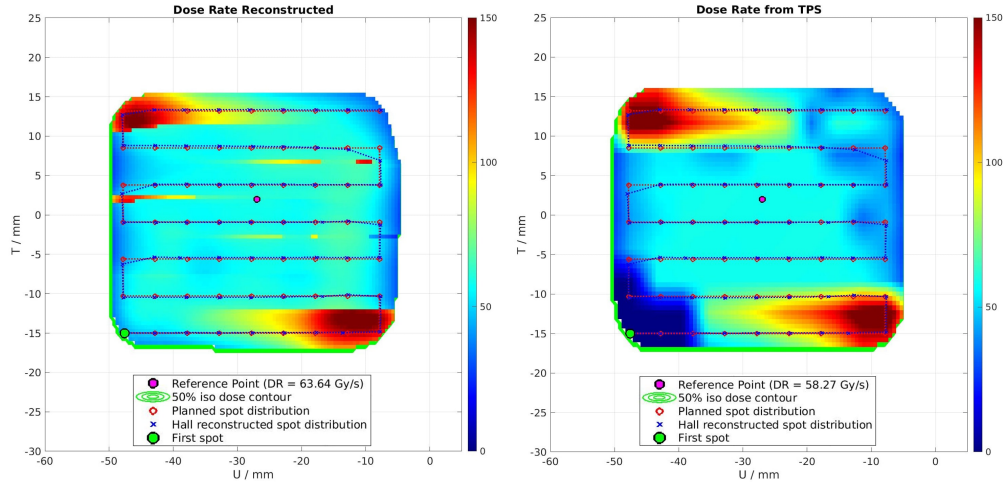 Dose Rate Reconstructed
150
100
50
0
25
20
15
10
5
0
-5
-10
-15
-20
-25
-30
T / mm
-60
-50
-40
-30
-20
-10
0
U / mm
Reference Point (DR = 63.64 Gy/s)
50% iso dose contour
Planned spot distribution
Hall reconstructed spot distribution
First spot
Dose Rate from TPS
150
100
50
0
25
20
15
10
5
0
-5
-10
-15
-20
-25
-30
T / mm
-60
-50
-40
-30
-20
-10
0
U / mm
Reference Point (DR = 58.27 Gy/s)
50% iso dose contour
Planned spot distribution
Hall reconstructed spot distribution
First spot